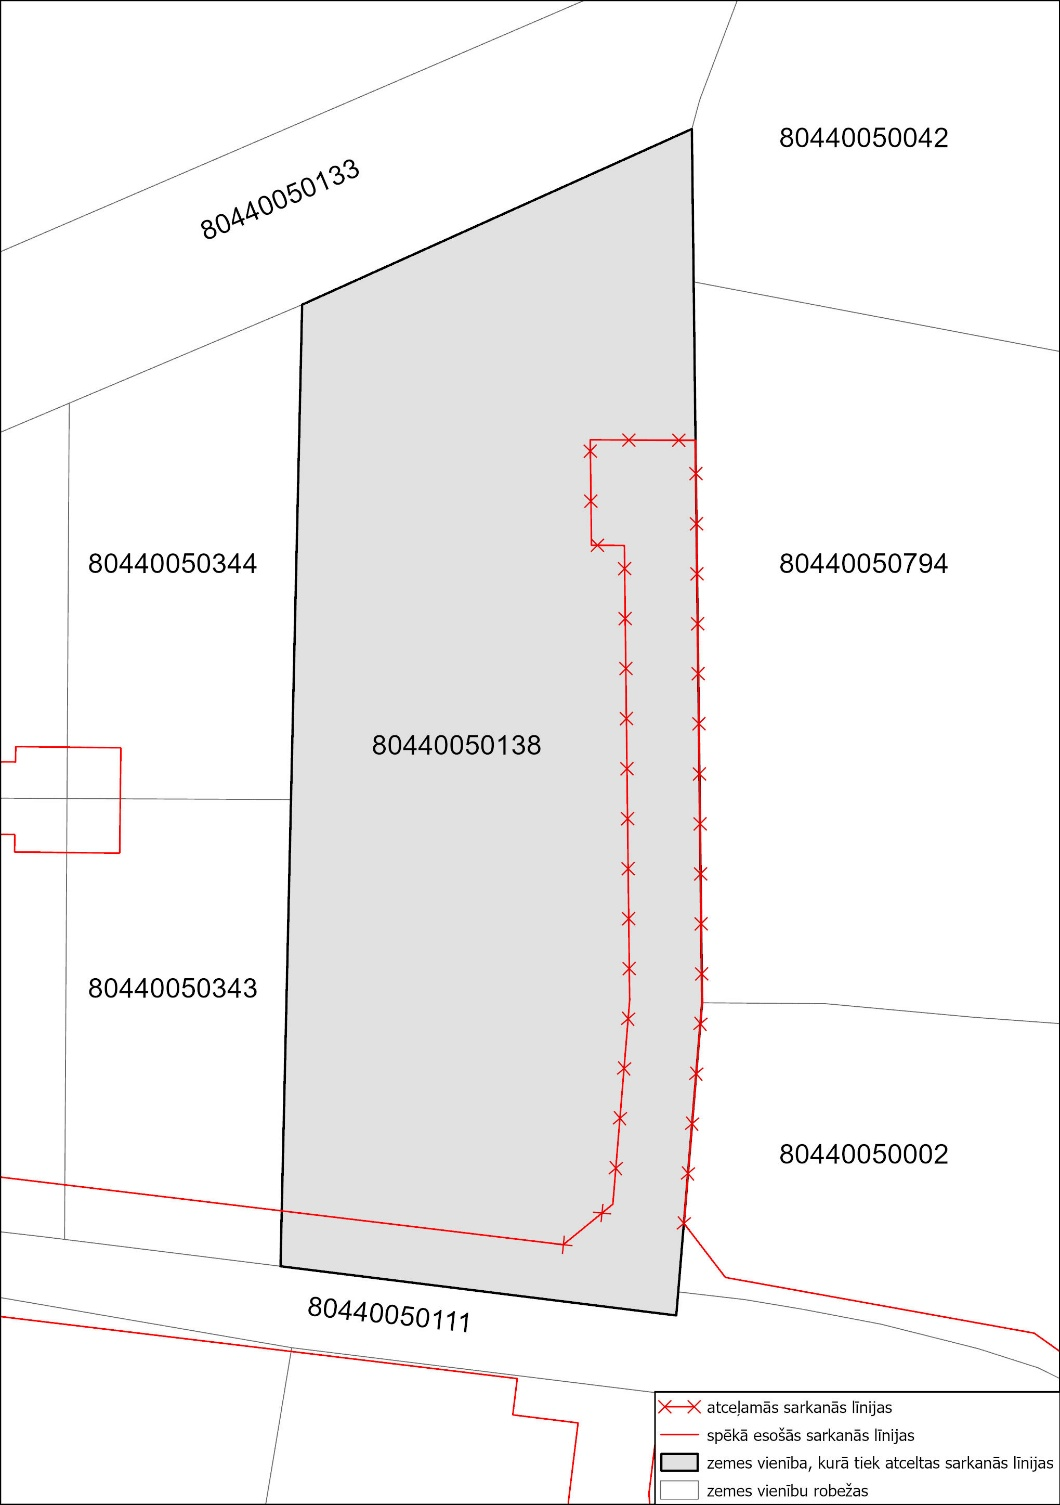 80440050042
80440050133
80440050344
80440050794
80440050138
80440050343
80440050002
80440050111
atceļamās sarkanās līnijas
spēkā esošās sarkanās līnijas
zemes vienība, kurā tiek atceltas sarkanās līnijas
zemes vienību robežas